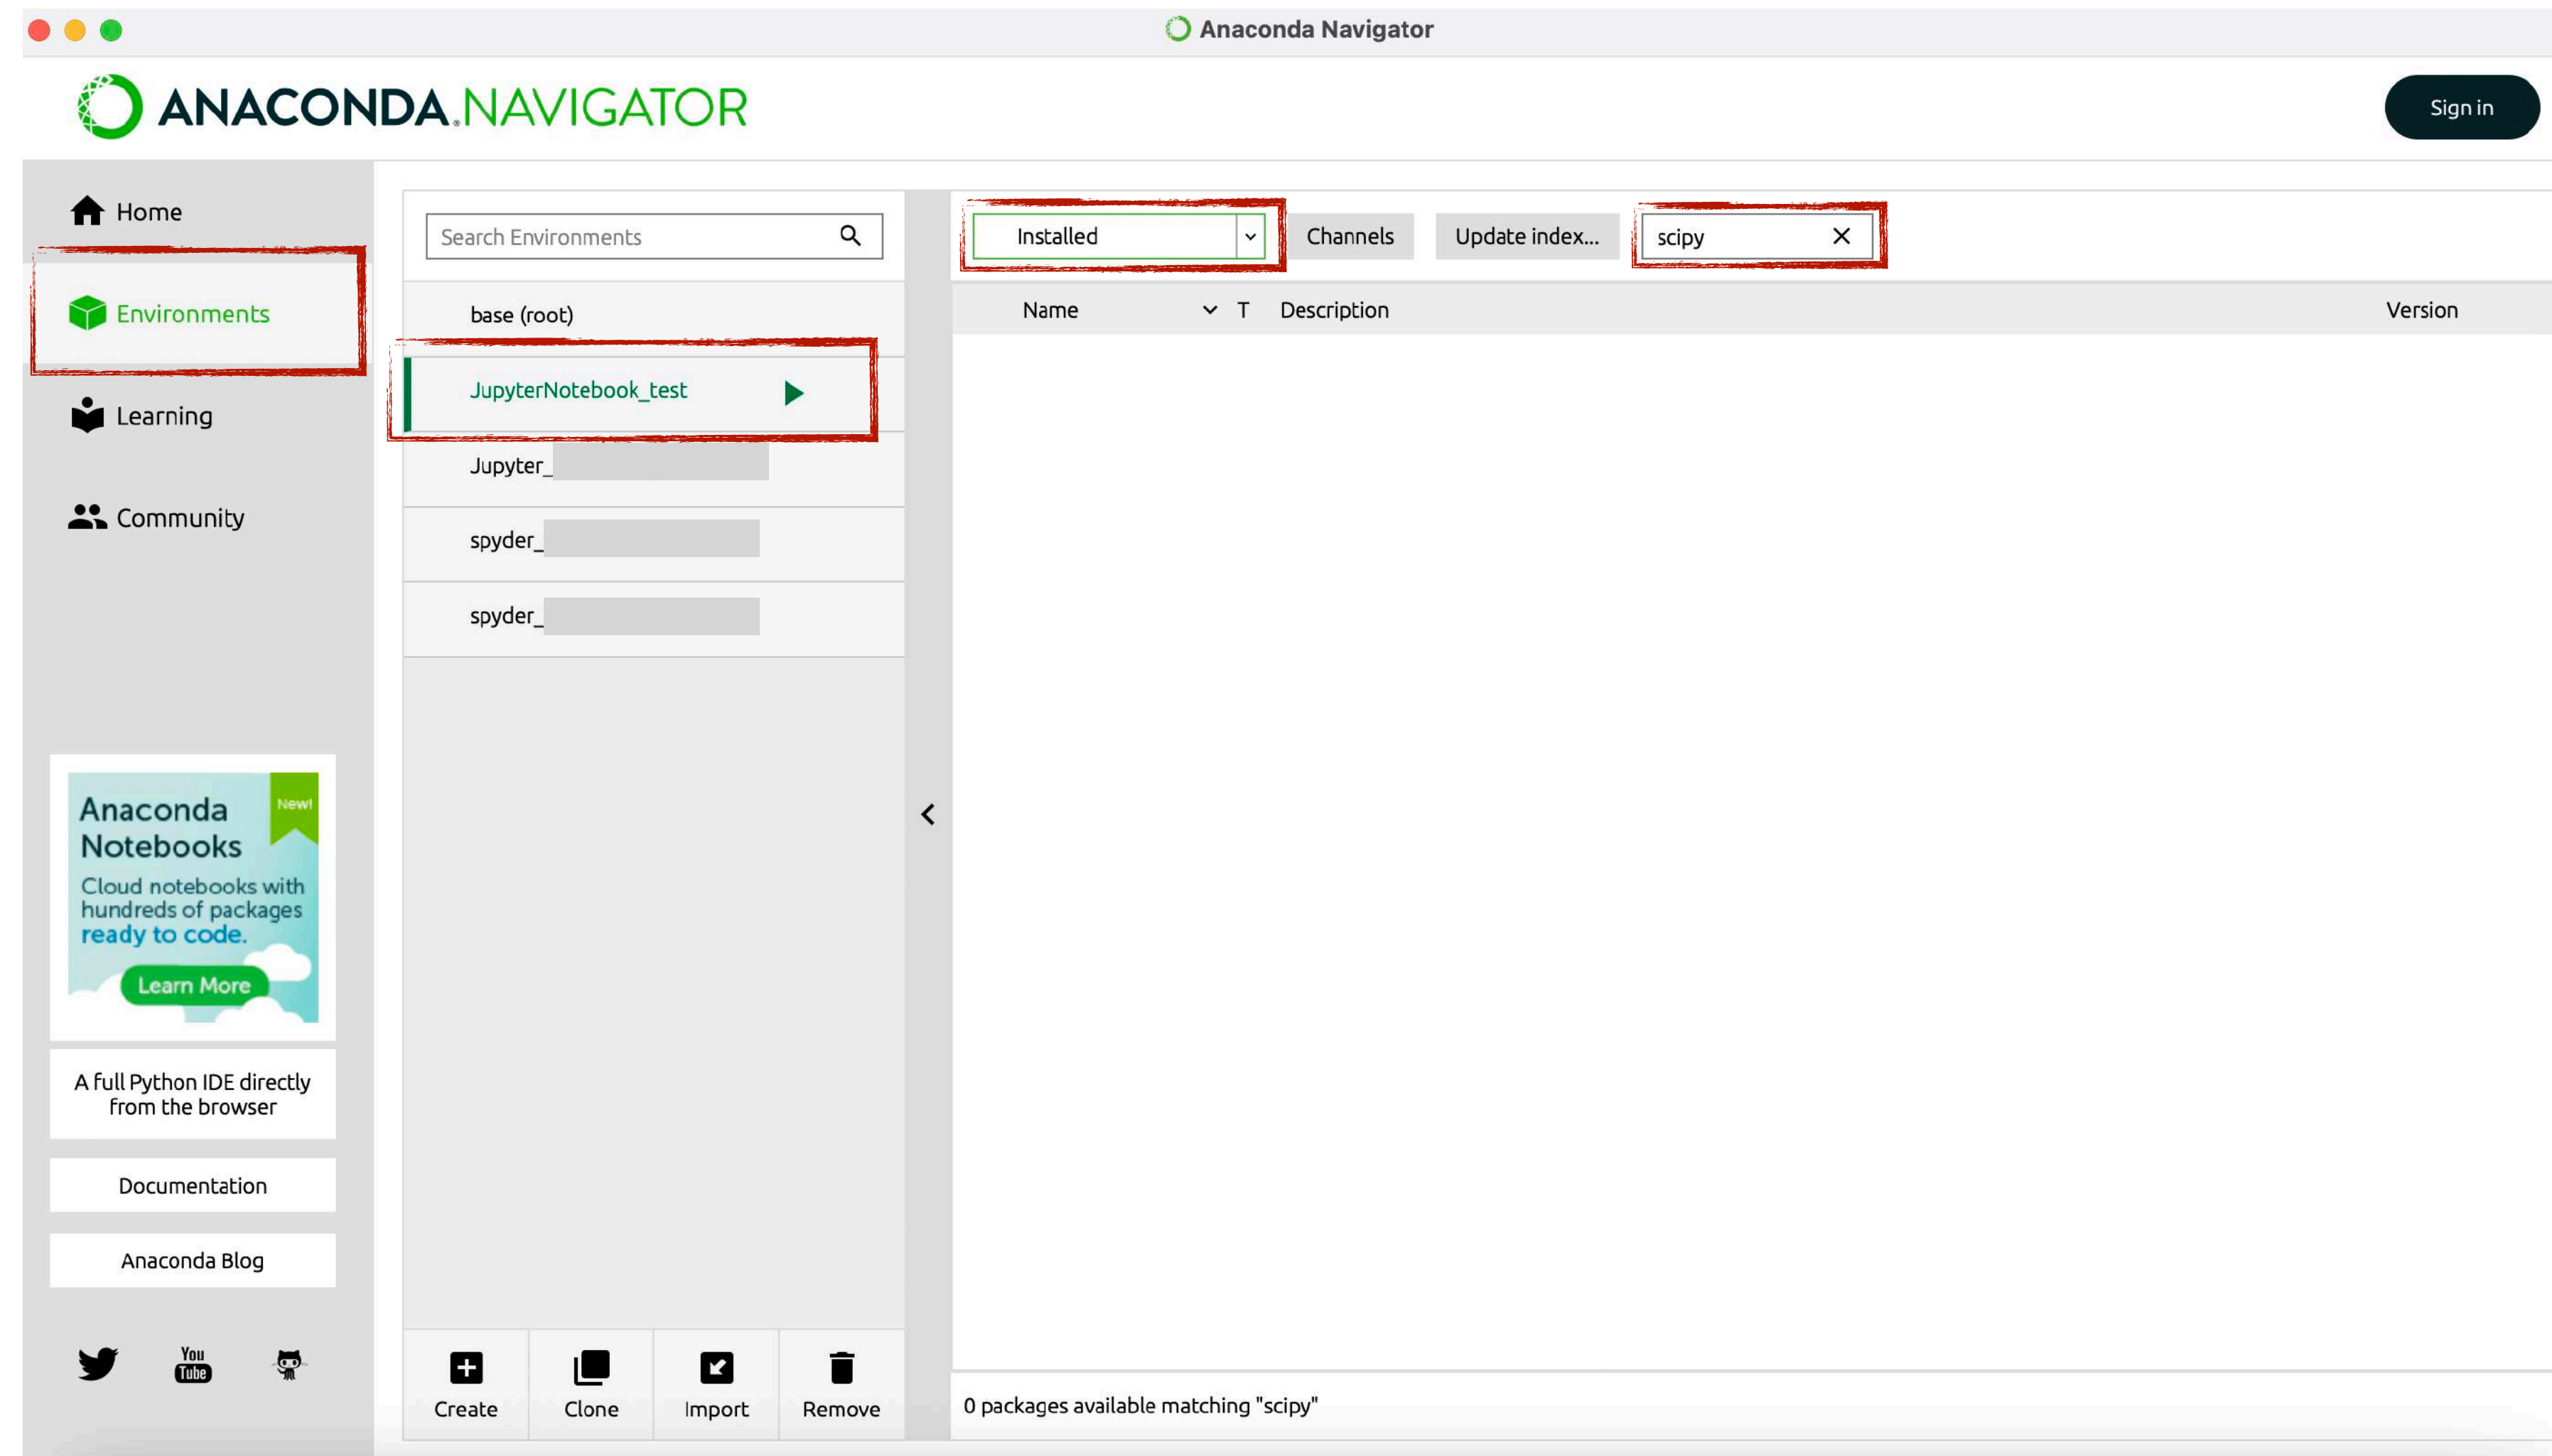 Anaconda Navigator
ANACONDA.NAVIGATOR
Sign in
Home
Environments
Learning
Community
Anaconda
Notebooks
New!
Cloud notebooks with
hundreds of packages
ready to code.
Learn More
A full Python IDE directly
from the browser
Documentation
Anaconda Blog
You
Tube
Search Environments
base (root)
JupyterNotebook_test
Jupyter_
spyder_
spyder_
Create
Clone
Import
Remove
Installed
Channels
Update index...
scipy
Name
T
Description
Version
0 packages available matching "scipy"